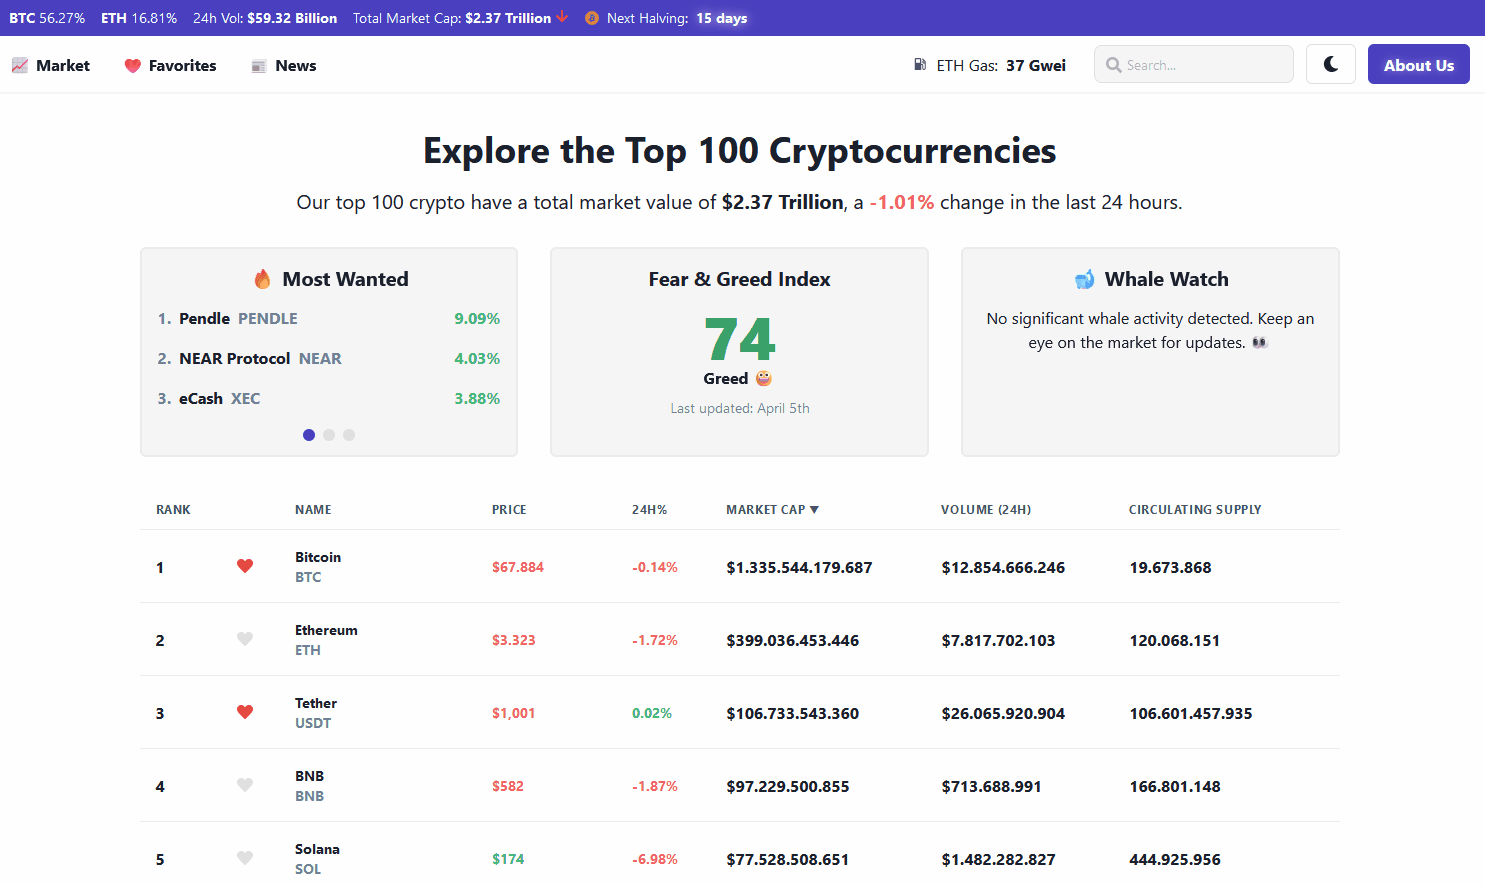 BTC 56.27% ETH 16.81% 24h Vol: $59.32 Billion Total Market Cap: $2.37 Trillion Next Halving: 15 days
Market Favorites News ETH Gas: 37 Gwei Search... About Us
Explore the Top 100 Cryptocurrencies
Our top 100 crypto have a total market value of $2.37 Trillion, a -1.01% change in the last 24 hours.
Most Wanted
1. Pendle PENDLE 9.09%
2. NEAR Protocol NEAR 4.03%
3. eCash XEC 3.88%
Fear & Greed Index
74
Greed
Last updated: April 5th
Whale Watch
No significant whale activity detected. Keep an
eye on the market for updates.
RANK NAME PRICE 24H% MARKET CAP ▼ VOLUME (24H) CIRCULATING SUPPLY
1 Bitcoin BTC $67.884 -0.14% $1.335.544.179.687 $12.854.666.246 19.673.868
2 Ethereum ETH $3.323 -1.72% $399.036.453.446 $7.817.702.103 120.068.151
3 Tether USDT $1,001 0.02% $106.733.543.360 $26.065.920.904 106.601.457.935
4 BNB BNB $582 -1.87% $97.229.500.855 $713.688.991 166.801.148
5 Solana SOL $174 -6.98% $77.528.508.651 $1.482.282.827 444.925.956